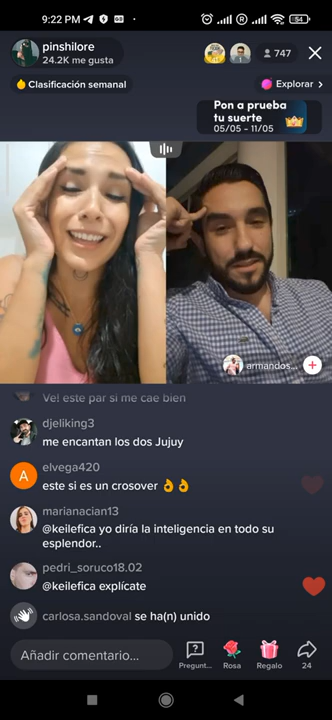 9:22 PM
54
pinshilore
24.2K me gusta
747
Clasificación semanal
Explorar
Pon a prueba
tu suerte
05/05 - 11/05
armandos...
Ve! este par si me cae bien
djeliking3
me encantan los dos Jujuy
A
elvega420
este si es un crosover 👌👌
marianacian13
@keilefica yo diría la inteligencia en todo su
esplendor..
pedri_soruco18.02
@keilefica explícate
carlosa.sandoval se ha(n) unido
Añadir comentario...
Pregunt...
Rosa
Regalo
24